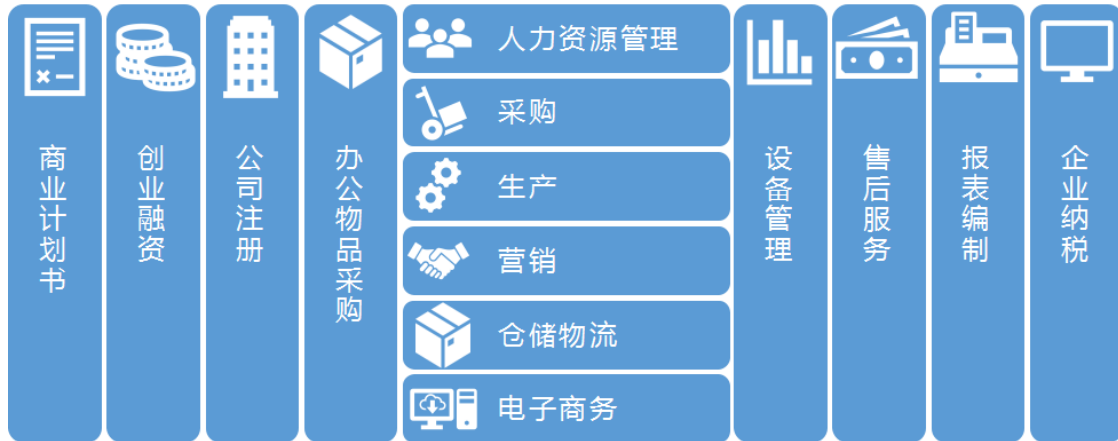 商业计划书
创业融资
公司注册
办公物品采购
人力资源管理
采购
生产
营销
仓储物流
电子商务
设备管理
售后服务
报表编制
企业纳税